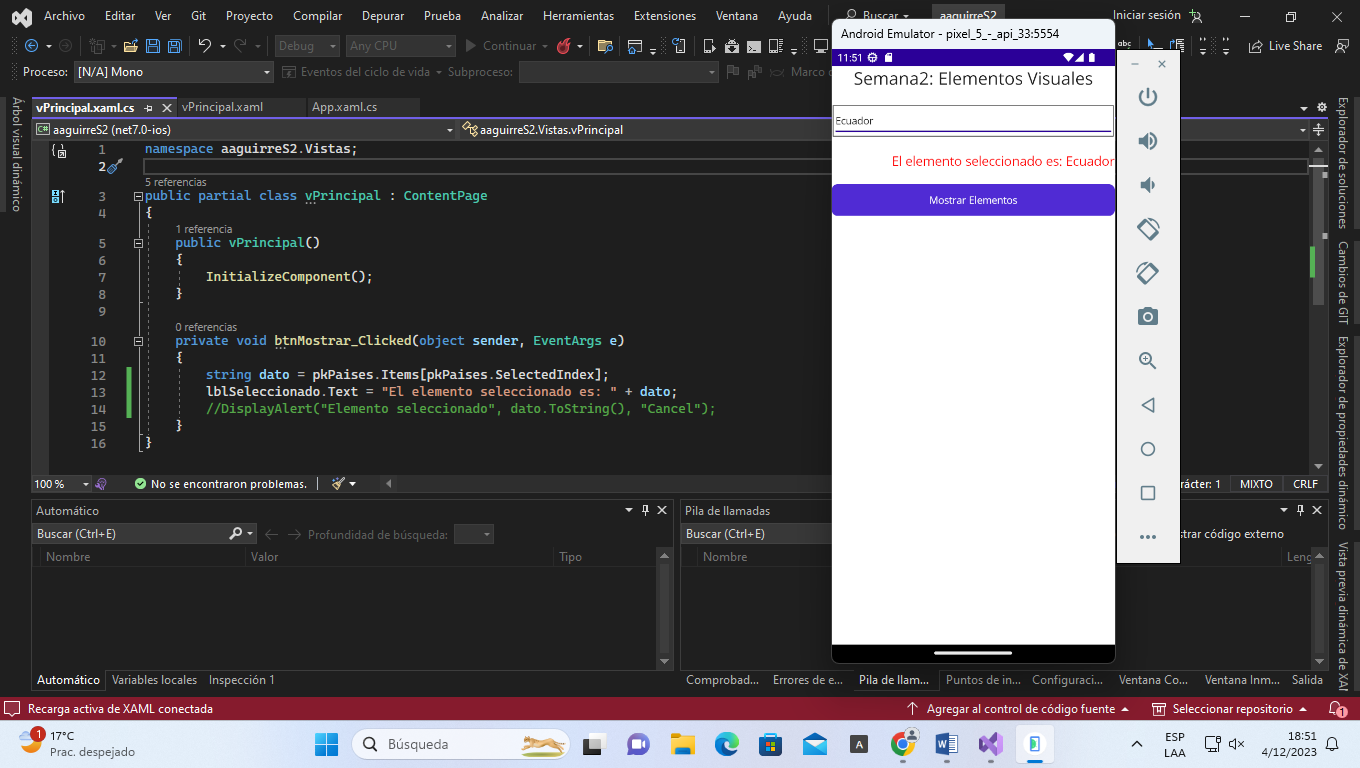 Archivo Editar Ver Git Proyecto Compilar Depurar Prueba Analizar Herramientas Extensiones Ventana Ayuda Buscar aaguirreS2 Iniciar sesión
Debug Any CPU Continuar Live Share
Proceso: [N/A] Mono Eventos del ciclo de vida Subproceso: Marco
vPrincipal.xaml.cs vPrincipal.xaml App.xaml.cs
aaguirreS2 (net7.0-ios) aaguirreS2.Vistas.vPrincipal
1 namespace aaguirreS2.Vistas;
2
5 referencias
3 public partial class vPrincipal : ContentPage
4 {
1 referencia
5 public vPrincipal()
6 {
7 InitializeComponent();
8 }
9
0 referencias
10 private void btnMostrar_Clicked(object sender, EventArgs e)
11 {
12 string dato = pkPaises.Items[pkPaises.SelectedIndex];
13 lblSeleccionado.Text = "El elemento seleccionado es: " + dato;
14 //DisplayAlert("Elemento seleccionado", dato.ToString(), "Cancel");
15 }
16 }
100 % No se encontraron problemas. rácter: 1 MIXTO CRLF
Android Emulator - pixel_5_-_api_33:5554
11:51
Semana2: Elementos Visuales
Ecuador
El elemento seleccionado es: Ecuador
Mostrar Elementos
Árbol visual dinámico
Explorador de soluciones
Cambios de GIT
Explorador de propiedades dinámico
Vista previa dinámica de XAI
Automático
Buscar (Ctrl+E) Profundidad de búsqueda:
Nombre Valor Tipo
Automático Variables locales Inspección 1
Pila de llamadas
Buscar (Ctrl+E) strar código externo
Nombre Leng
Comprobad... Errores de e... Pila de llam... Puntos de in... Configuraci... Ventana Co... Ventana Inm... Salida
Recarga activa de XAML conectada Agregar al control de código fuente Seleccionar repositorio 1
1 17°C
Prac. despejado
Búsqueda
A
ESP
LAA
18:51
4/12/2023